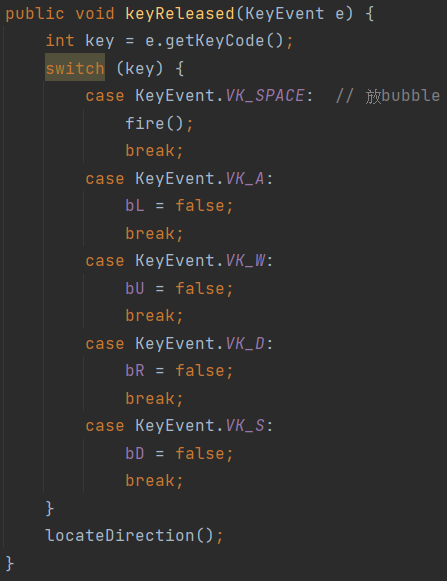 public void keyReleased(KeyEvent e) {
int key = e.getKeyCode();
switch (key) {
case KeyEvent.VK_SPACE:  // 放bubble
fire();
break;
case KeyEvent.VK_A:
bL = false;
break;
case KeyEvent.VK_W:
bU = false;
break;
case KeyEvent.VK_D:
bR = false;
break;
case KeyEvent.VK_S:
bD = false;
break;
}
locateDirection();
}